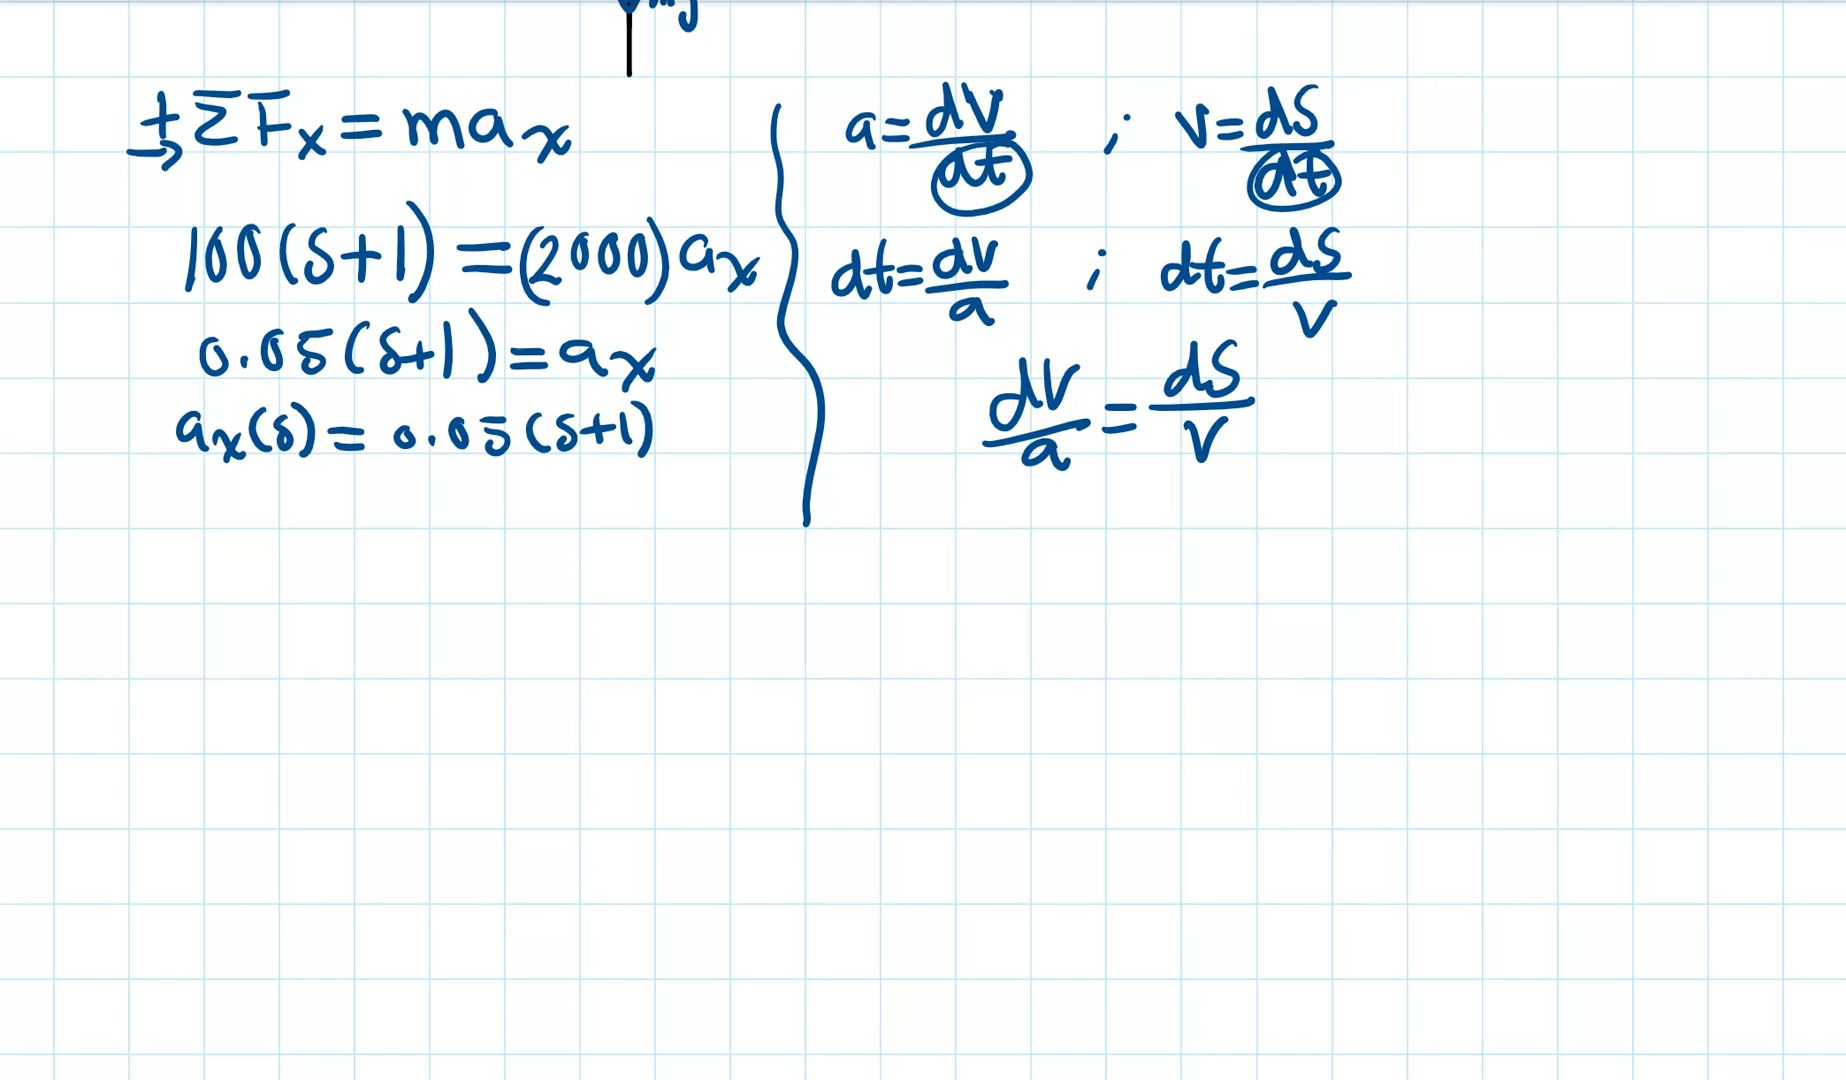 +→ ΣFx = max
100(s+1) = (2000)ax
0.05(s+1) = ax
ax(s) = 0.05(s+1)
a = dv/dt ; v = ds/dt
dt = dv/a ; dt = ds/v
dv/a = ds/v